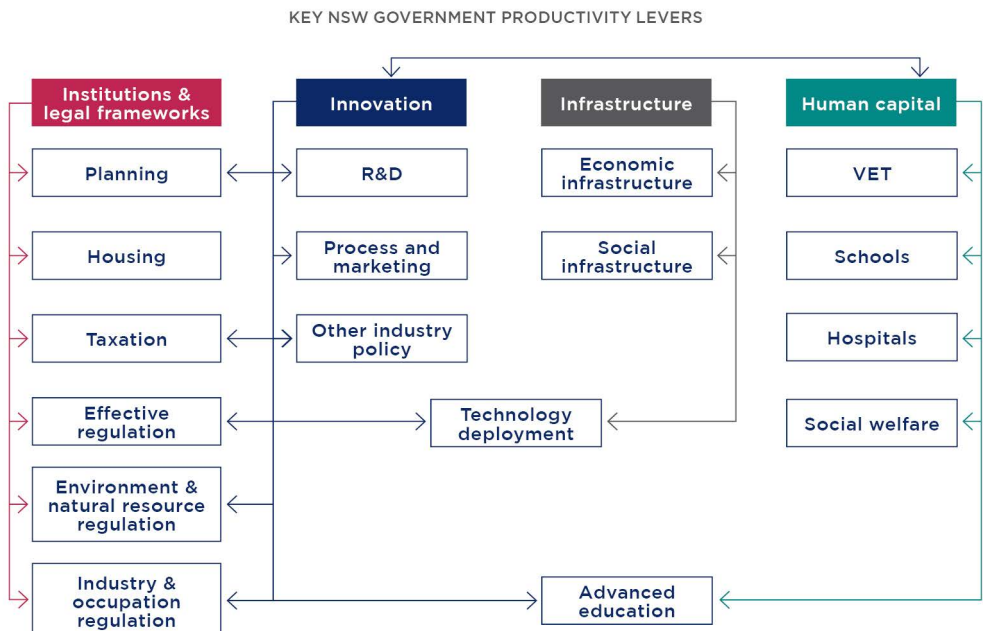 KEY NSW GOVERNMENT PRODUCTIVITY LEVERS
Institutions &
legal frameworks
Innovation
Infrastructure
Human capital
Planning
R&D
Economic
infrastructure
VET
Housing
Process and
marketing
Social
infrastructure
Schools
Taxation
Other industry
policy
Hospitals
Effective
regulation
Technology
deployment
Social welfare
Environment &
natural resource
regulation
Industry &
occupation
regulation
Advanced
education